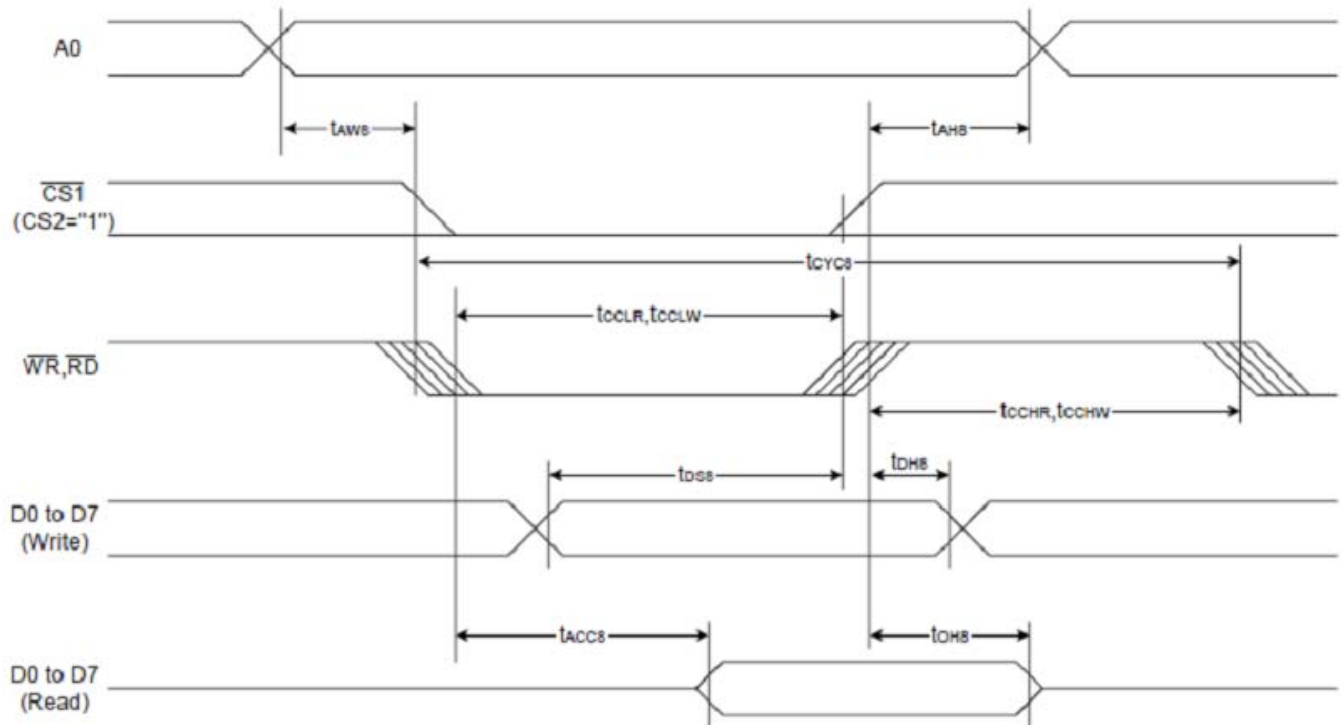 A0
tAW8
tAH8
CS1
(CS2="1")
tCYC8
tCCLR,tCCLW
WR,RD
tCCHR,tCCHW
tDS8
tDH8
D0 to D7
(Write)
tACC8
tOH8
D0 to D7
(Read)